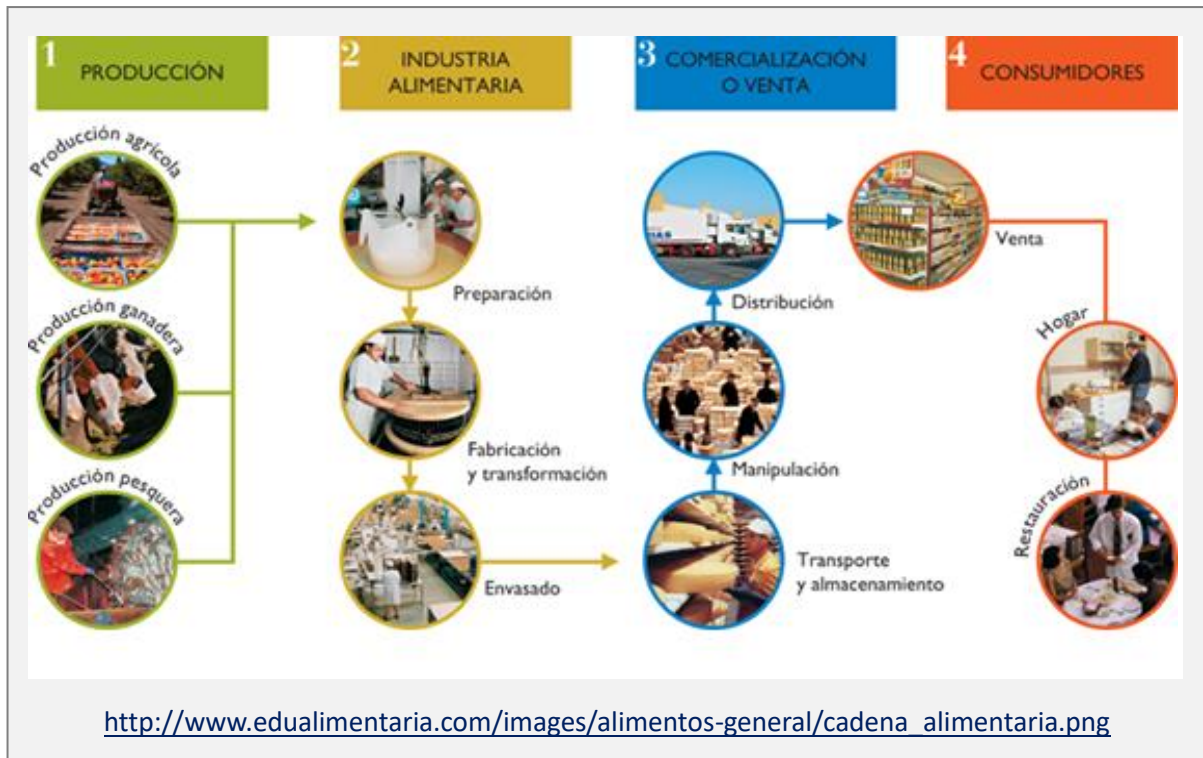 1
PRODUCCIÓN
2
INDUSTRIA
ALIMENTARIA
3
COMERCIALIZACIÓN
O VENTA
4
CONSUMIDORES
Producción agrícola
Producción ganadera
Producción pesquera
Preparación
Fabricación
y transformación
Envasado
Transporte
y almacenamiento
Manipulación
Distribución
Venta
Hogar
Restauración
http://www.edualimentaria.com/images/alimentos-general/cadena_alimentaria.png